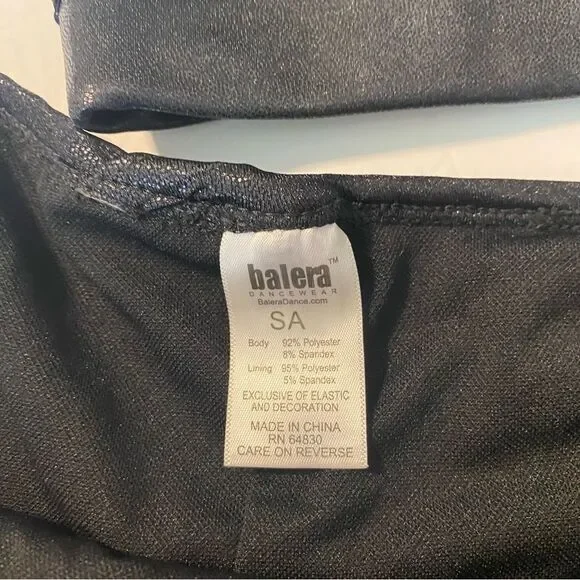 balera™
DANCEWEAR
BaleraDance.com
SA
Body 92% Polyester
8% Spandex
Lining 95% Polyester
5% Spandex
EXCLUSIVE OF ELASTIC
AND DECORATION
MADE IN CHINA
RN 64830
CARE ON REVERSE